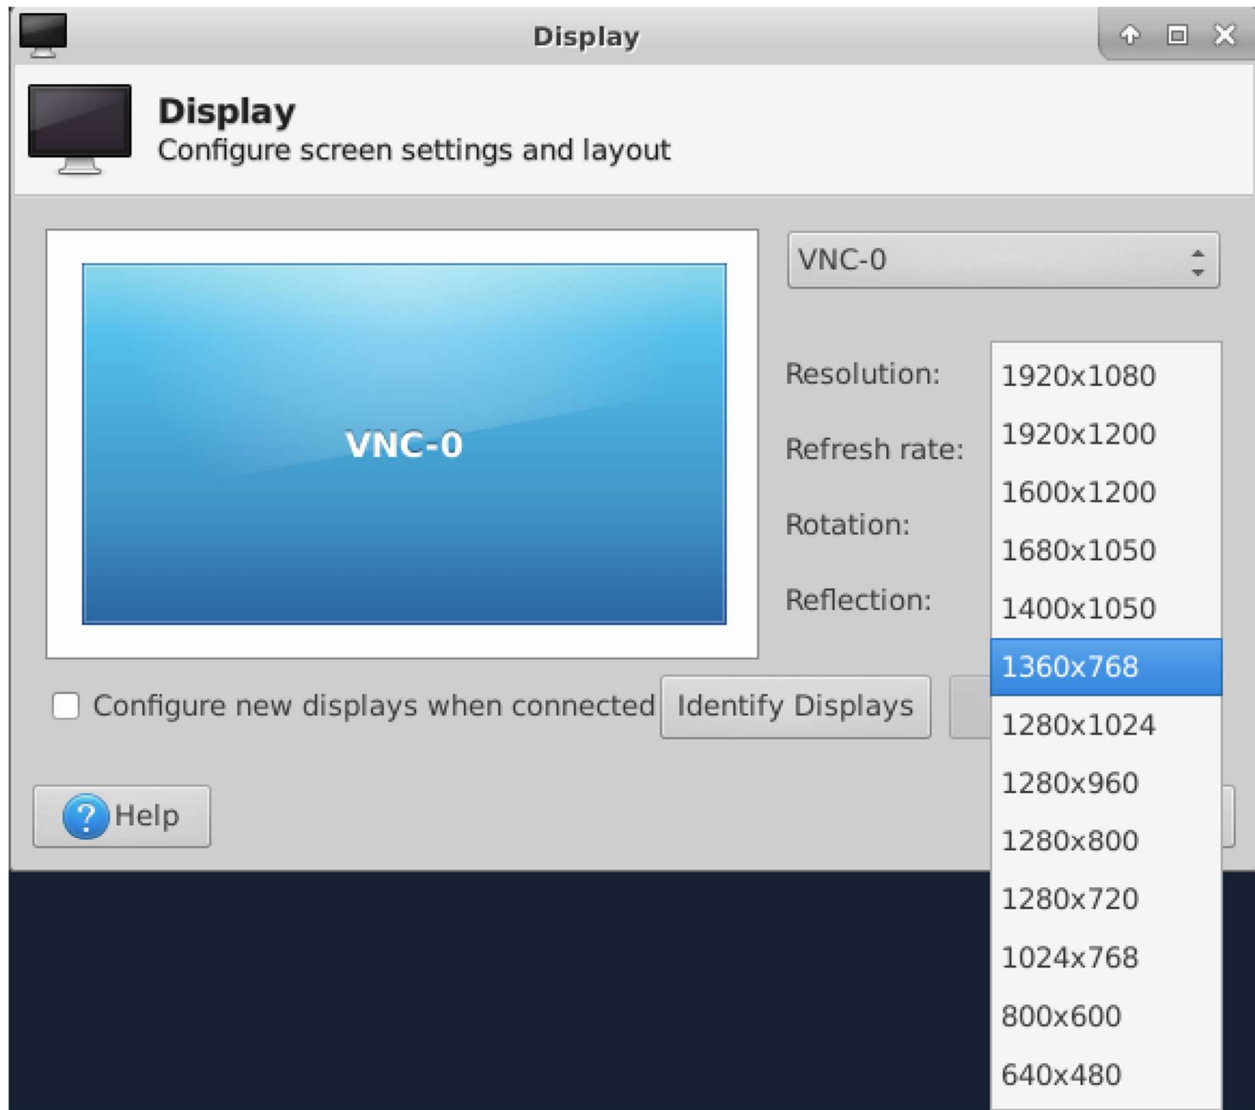 Display
Display
Configure screen settings and layout
VNC-0
VNC-0
Resolution:
Refresh rate:
Rotation:
Reflection:
1920x1080
1920x1200
1600x1200
1680x1050
1400x1050
1360x768
1280x1024
1280x960
1280x800
1280x720
1024x768
800x600
640x480
Configure new displays when connected
Identify Displays
? Help